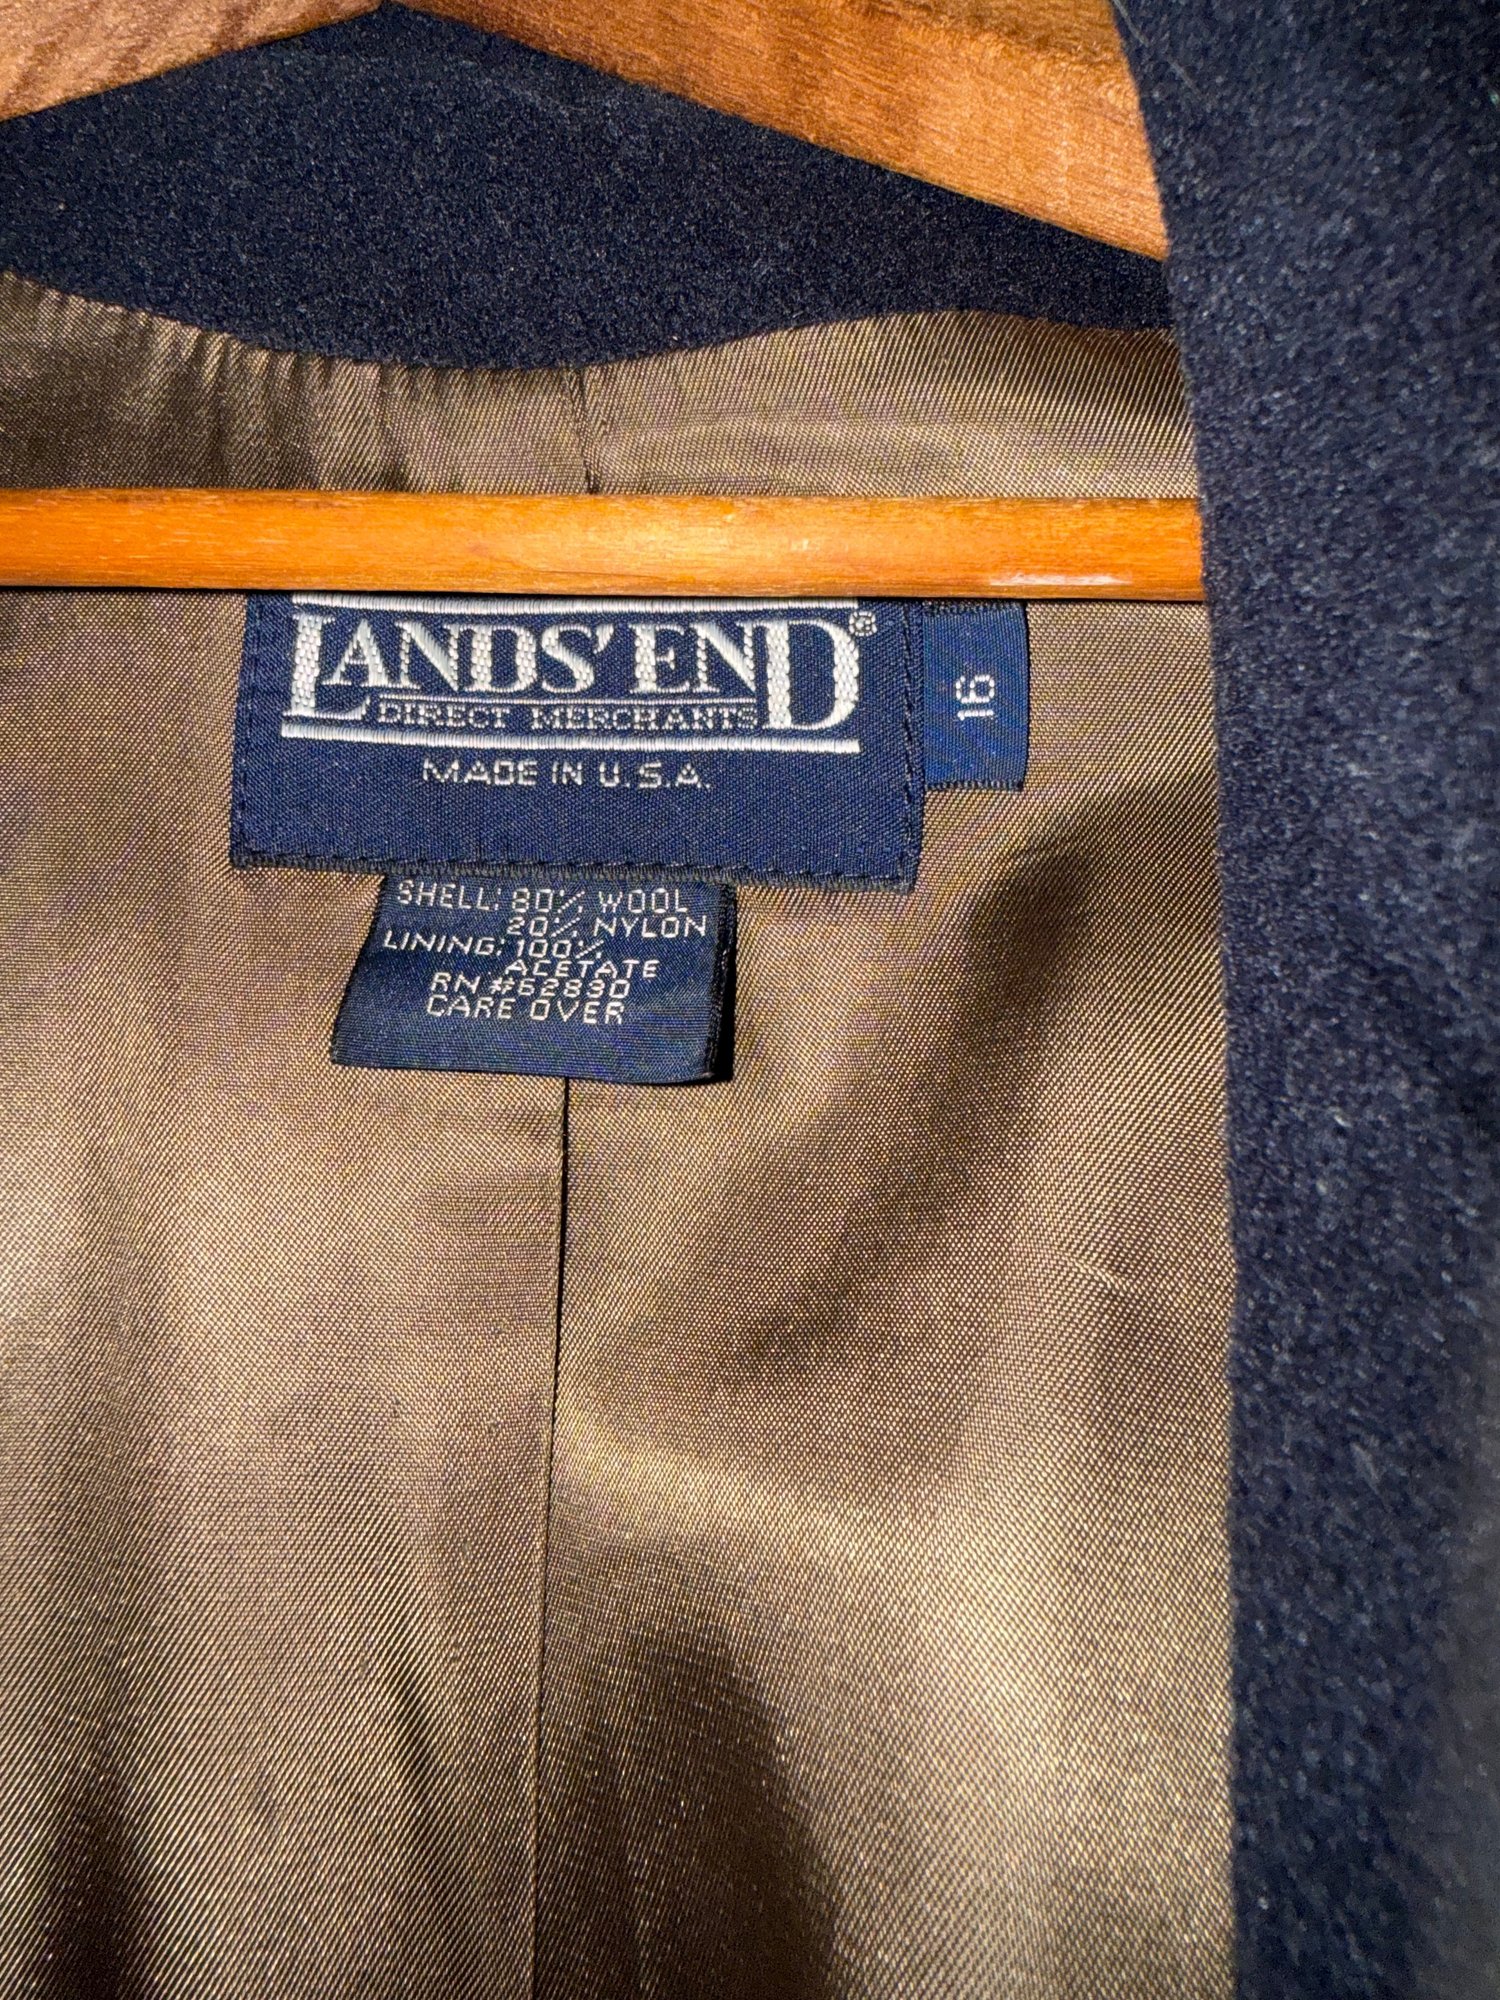 LANDS' END®
DIRECT MERCHANTS
MADE IN U.S.A.
16
SHELL: 80% WOOL
20% NYLON
LINING: 100%
ACETATE
RN #62830
CARE OVER